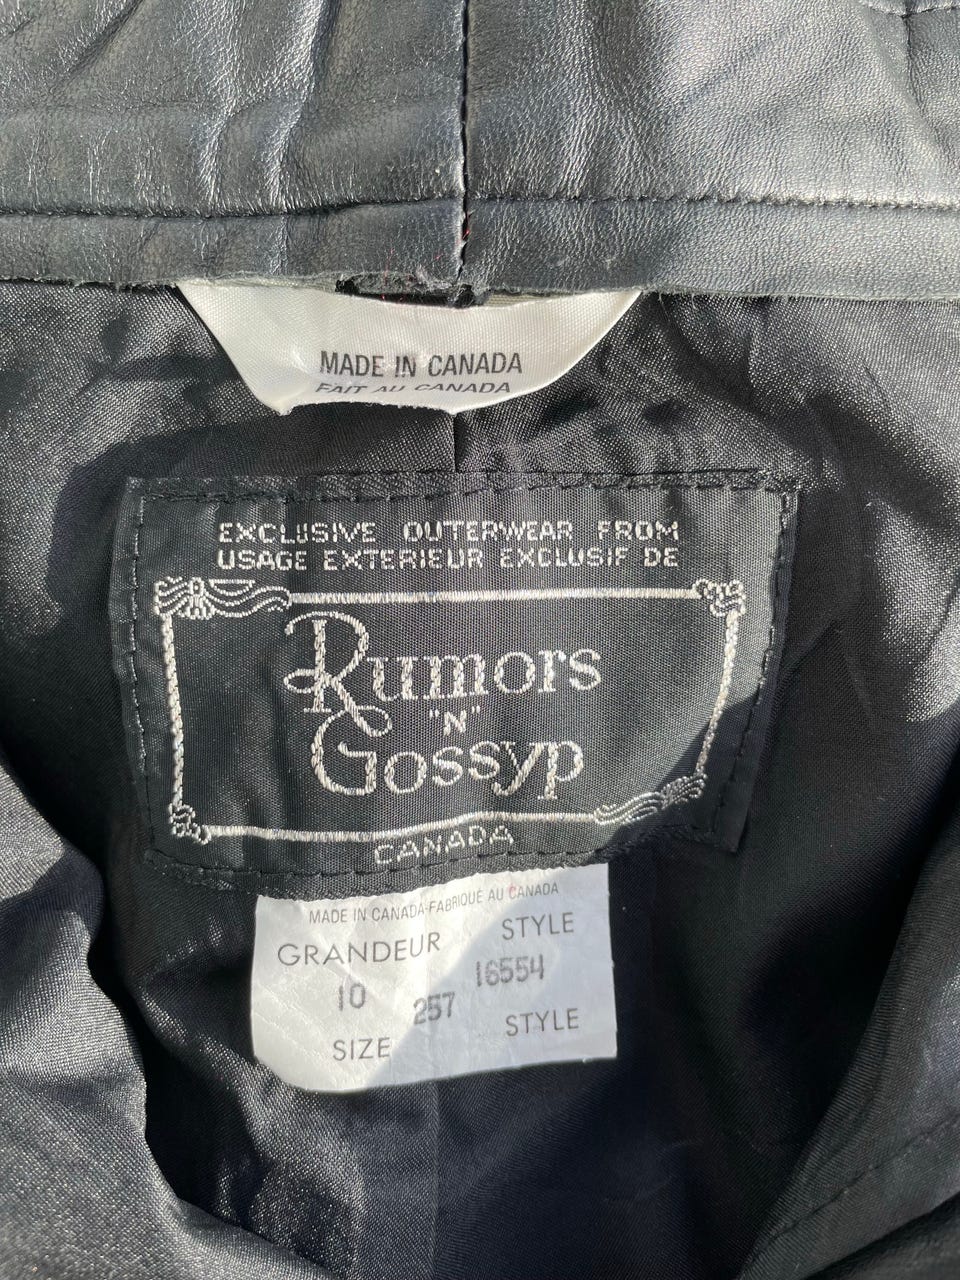 MADE IN CANADA
FAIT AU CANADA
EXCLUSIVE OUTERWEAR FROM
USAGE EXTERIEUR EXCLUSIF DE
Rumors
"N"
Gossyp
CANADA
MADE IN CANADA-FABRIQUÉ AU CANADA
GRANDEUR STYLE
10 257 16554
SIZE STYLE